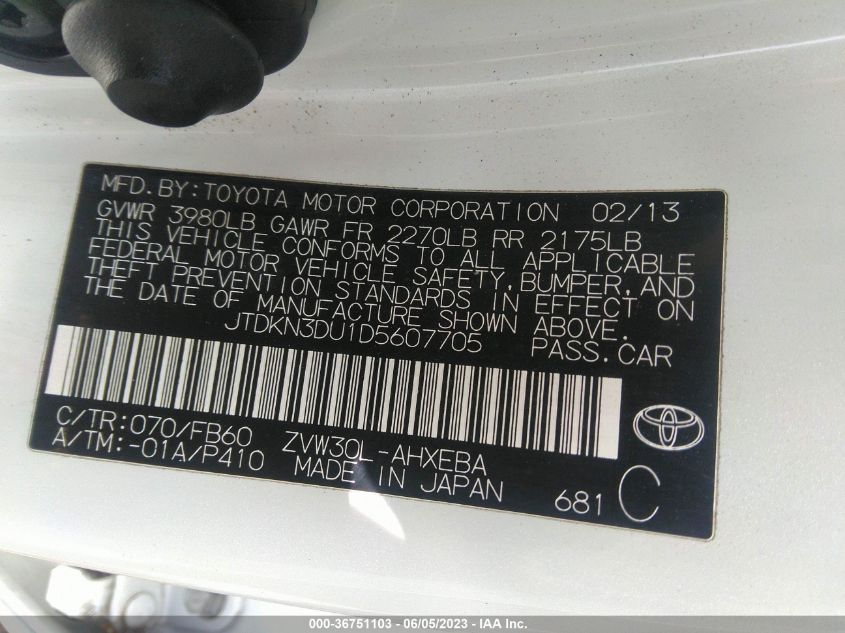 MFD.BY:TOYOTA MOTOR CORPORATION 02/13
GVWR 3980LB GAWR FR 2270LB RR 2175LB
THIS VEHICLE CONFORMS TO ALL APPLICABLE
FEDERAL MOTOR VEHICLE SAFETY,BUMPER,AND
THEFT PREVENTION STANDARDS IN EFFECT ON
THE DATE OF MANUFACTURE SHOWN ABOVE.
JTDKN3DU1D5607705 PASS.CAR
C/TR:070/FB60 ZVW30L-AHXEBA
A/TM:-01A/P410 MADE IN JAPAN
681 C
000-36751103 - 06/05/2023 - IAA Inc.